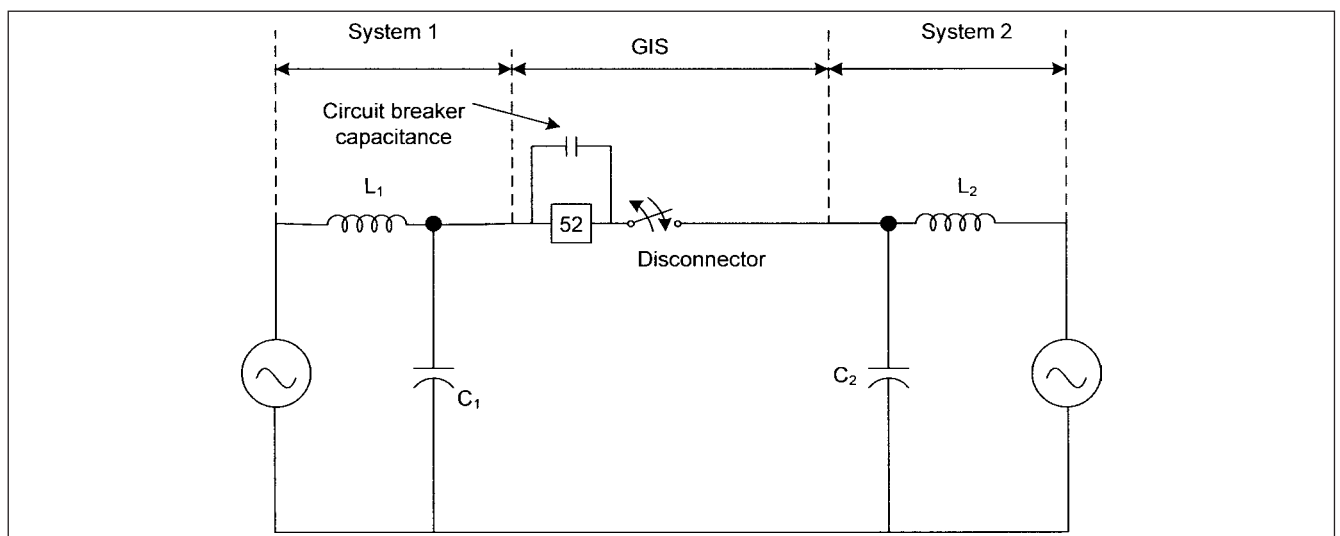 System 1
GIS
System 2
Circuit breaker
capacitance
L₁
52
Disconnector
L₂
C₁
C₂